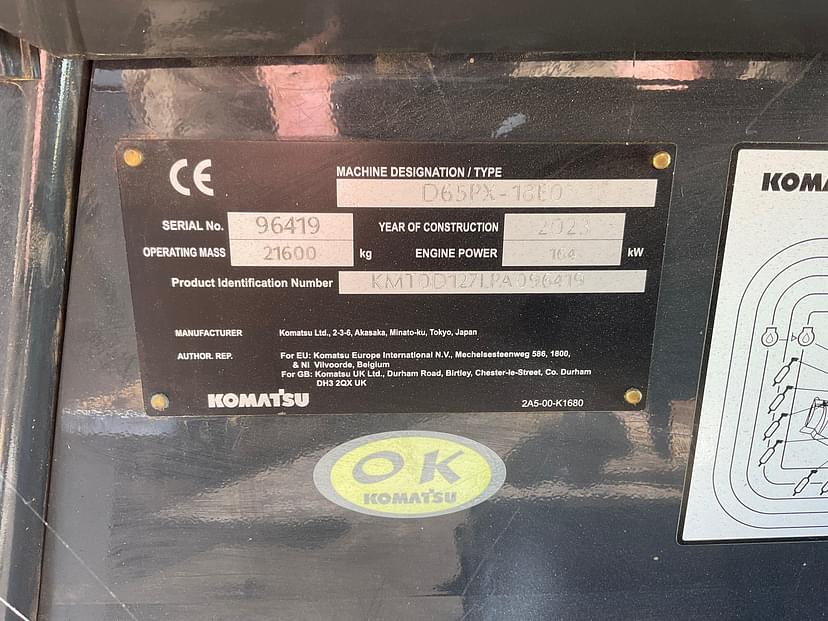 CE
MACHINE DESIGNATION / TYPE
D65PX-18E0
SERIAL No. 96419 YEAR OF CONSTRUCTION 2023
OPERATING MASS 21600 kg ENGINE POWER 164 kW
Product Identification Number KMT0D127LPA096419
MANUFACTURER Komatsu Ltd., 2-3-6, Akasaka, Minato-ku, Tokyo, Japan
AUTHOR. REP. For EU: Komatsu Europe International N.V., Mechelsesteenweg 586, 1800,
& NI Vilvoorde, Belgium
For GB: Komatsu UK Ltd., Durham Road, Birtley, Chester-le-Street, Co. Durham
DH3 2QX UK
KOMATSU 2A5-00-K1680
OK
KOMATSU
KOMA